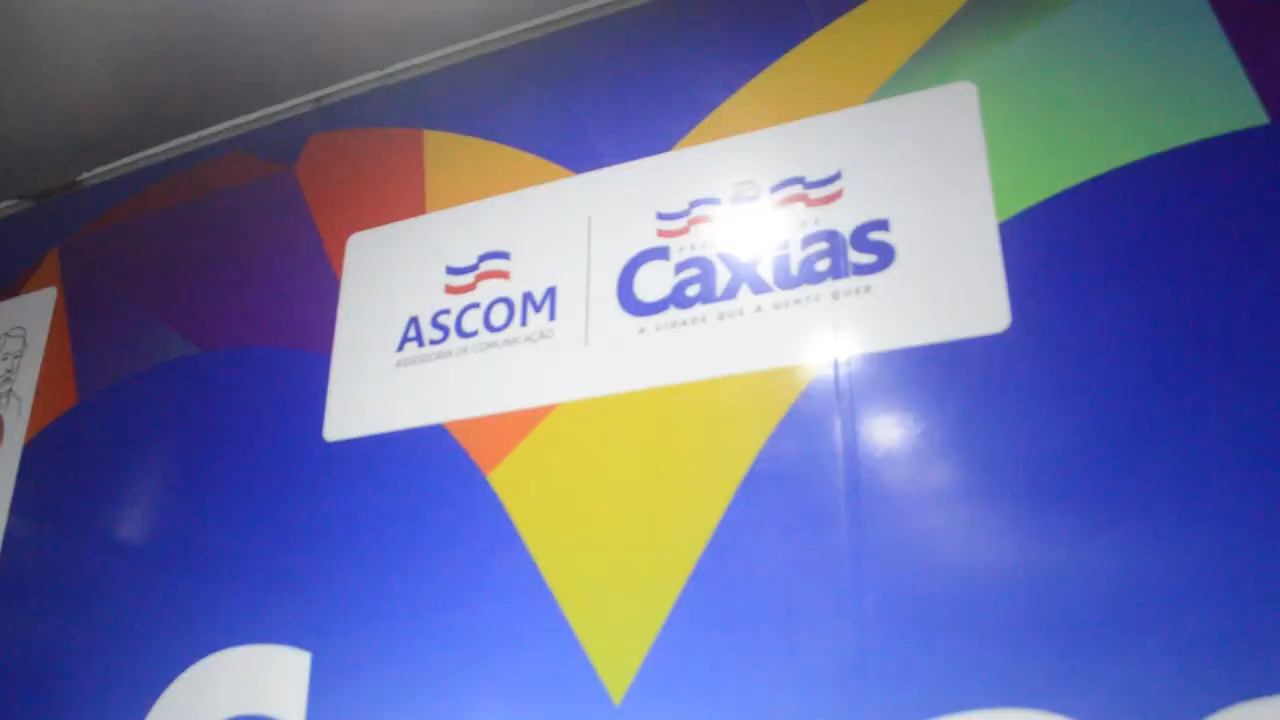 ASCOM
ASSESSORIA DE COMUNICAÇÃO
Caxias
A CIDADE QUE A GENTE QUER